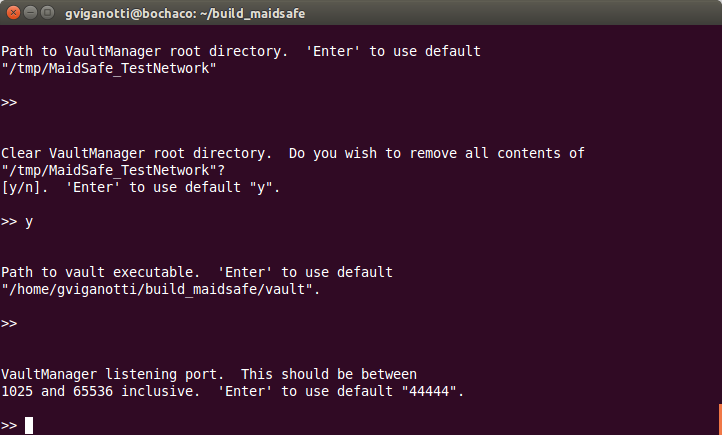 gviganotti@bochaco: ~/build_maidsafe
Path to VaultManager root directory.  'Enter' to use default
"/tmp/MaidSafe_TestNetwork"
>>
Clear VaultManager root directory.  Do you wish to remove all contents of
"/tmp/MaidSafe_TestNetwork"?
[y/n].  'Enter' to use default "y".
>> y
Path to vault executable.  'Enter' to use default
"/home/gviganotti/build_maidsafe/vault".
>>
VaultManager listening port.  This should be between
1025 and 65536 inclusive.  'Enter' to use default "44444".
>>